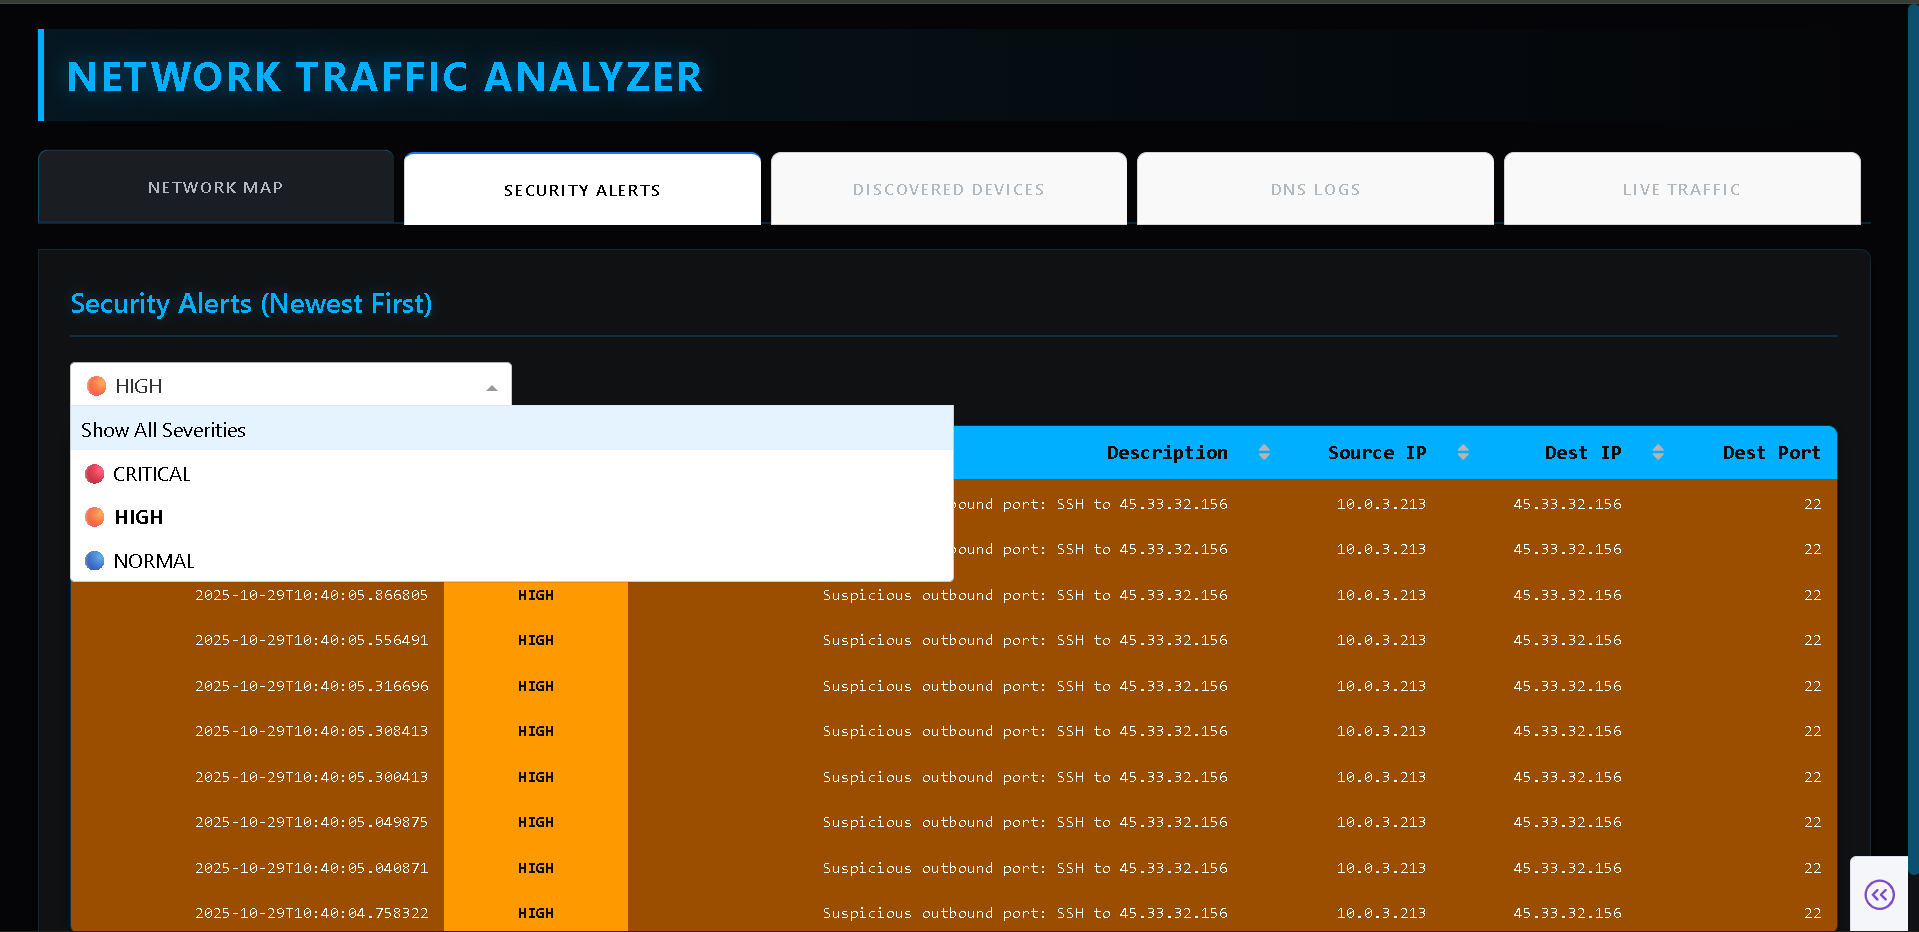 NETWORK TRAFFIC ANALYZER
NETWORK MAP
SECURITY ALERTS
DISCOVERED DEVICES
DNS LOGS
LIVE TRAFFIC
Security Alerts (Newest First)
HIGH
Show All Severities
CRITICAL
HIGH
NORMAL
Description Source IP Dest IP Dest Port
port: SSH to 45.33.32.156 10.0.3.213 45.33.32.156 22
port: SSH to 45.33.32.156 10.0.3.213 45.33.32.156 22
2025-10-29T10:40:05.866805 HIGH Suspicious outbound port: SSH to 45.33.32.156 10.0.3.213 45.33.32.156 22
2025-10-29T10:40:05.556491 HIGH Suspicious outbound port: SSH to 45.33.32.156 10.0.3.213 45.33.32.156 22
2025-10-29T10:40:05.316696 HIGH Suspicious outbound port: SSH to 45.33.32.156 10.0.3.213 45.33.32.156 22
2025-10-29T10:40:05.308413 HIGH Suspicious outbound port: SSH to 45.33.32.156 10.0.3.213 45.33.32.156 22
2025-10-29T10:40:05.300413 HIGH Suspicious outbound port: SSH to 45.33.32.156 10.0.3.213 45.33.32.156 22
2025-10-29T10:40:05.049875 HIGH Suspicious outbound port: SSH to 45.33.32.156 10.0.3.213 45.33.32.156 22
2025-10-29T10:40:05.040871 HIGH Suspicious outbound port: SSH to 45.33.32.156 10.0.3.213 45.33.32.156 22
2025-10-29T10:40:04.758322 HIGH Suspicious outbound port: SSH to 45.33.32.156 10.0.3.213 45.33.32.156 22